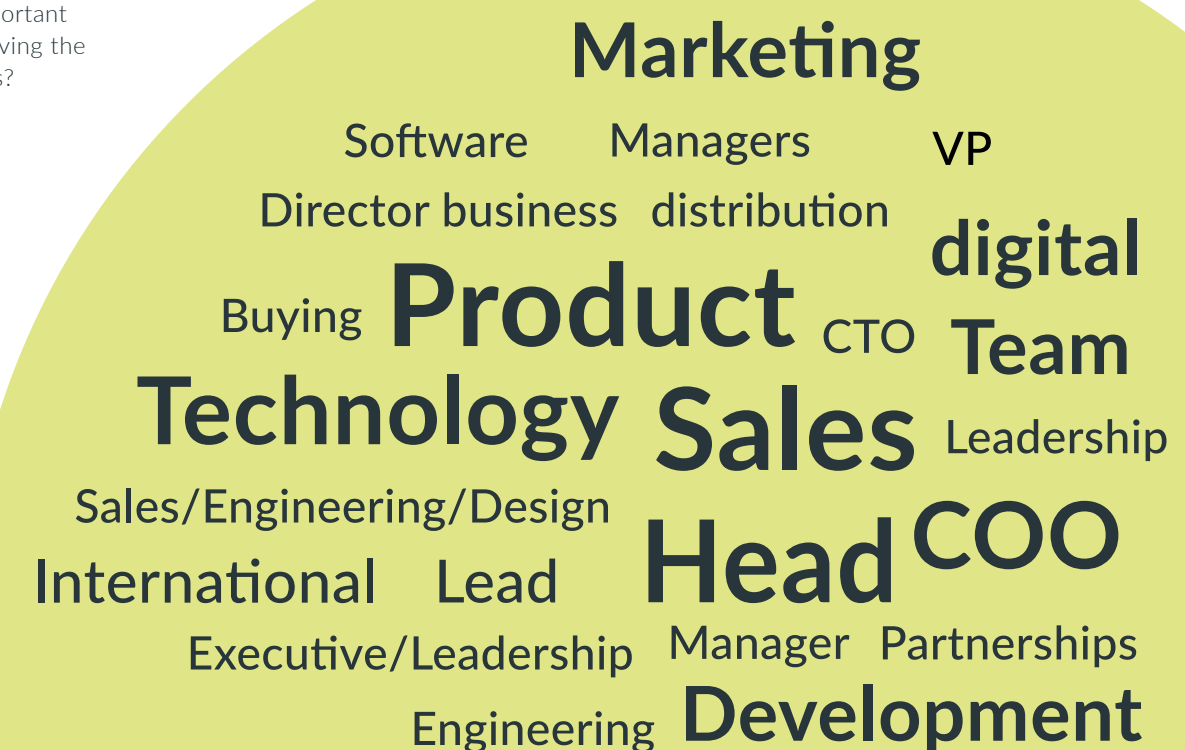 ortant
ving the
s?
Marketing
Software Managers VP
Director business distribution
digital
Buying Product CTO Team
Technology Sales Leadership
Sales/Engineering/Design
Head COO
International Lead
Executive/Leadership Manager Partnerships
Engineering Development